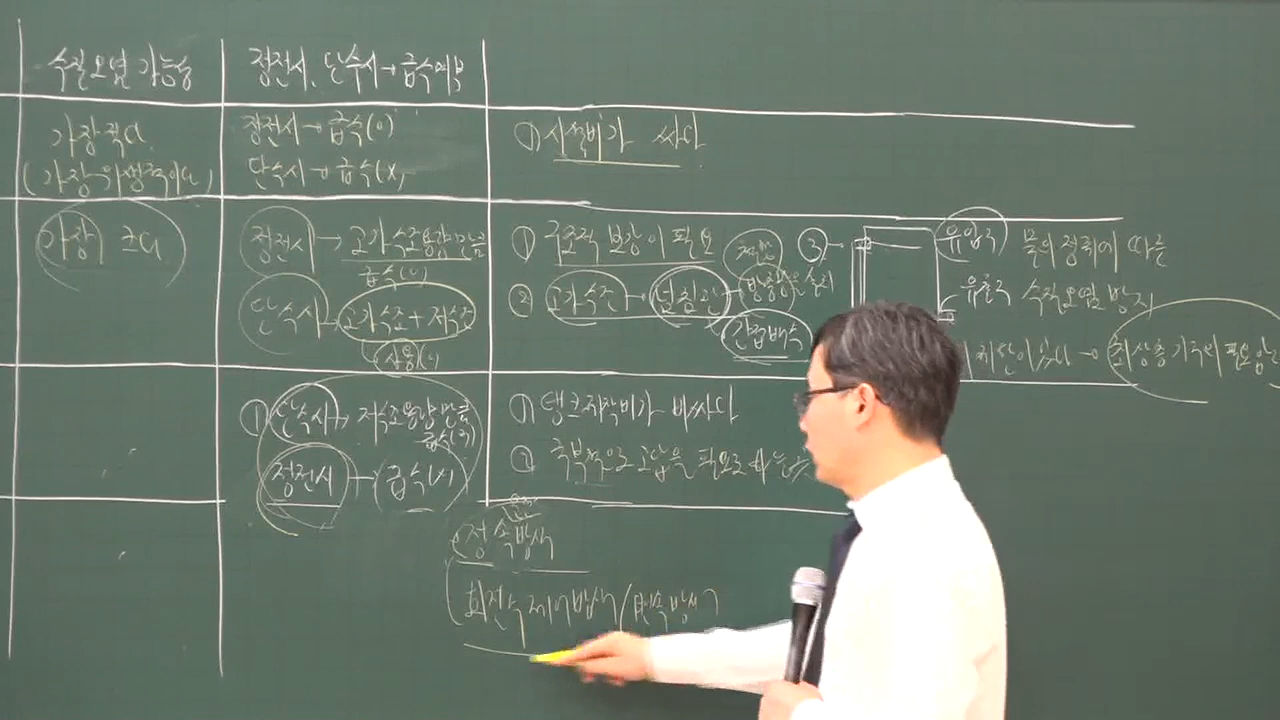 수질오염 가능성
정전시, 단수시→급수여부
가장 적다
(가장 위생적이다)
정전시→급수(O)
단수시→급수(X)
① 시설비가 싸다
가장 크다
정전시→고가수조용량만큼
급수(O)
단수시→고가수조+저수조
① 구조적 보강이 필요
② 고가수조→넘침관
간접배수
③
유입구
물의 정체에 따른
유출구 수질오염 방지
최상층 기구의 필요압
① 단수시→저수조용량만큼
급수
정전시→급수
① 탱크제작비가 비싸다
② 국부적으로 고압을 필요로 하는
정속방식
회전수제어방식(변속방식)